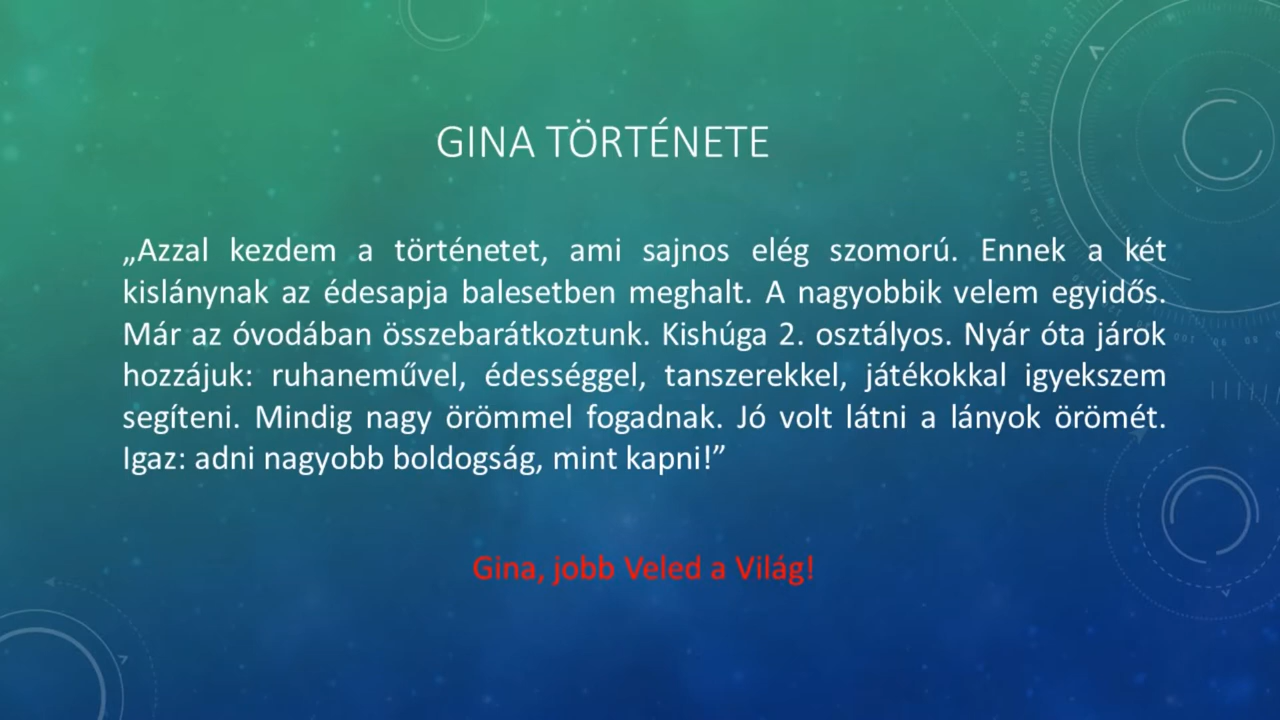 GINA TÖRTÉNETE
„Azzal kezdem a történetet, ami sajnos elég szomorú. Ennek a két
kislánynak az édesapja balesetben meghalt. A nagyobbik velem egyidős.
Már az óvodában összebarátkoztunk. Kishúga 2. osztályos. Nyár óta járok
hozzájuk: ruhaneművel, édességgel, tanszerekkel, játékokkal igyekszem
segíteni. Mindig nagy örömmel fogadnak. Jó volt látni a lányok örömét.
Igaz: adni nagyobb boldogság, mint kapni!”
Gina, jobb Veled a Világ!